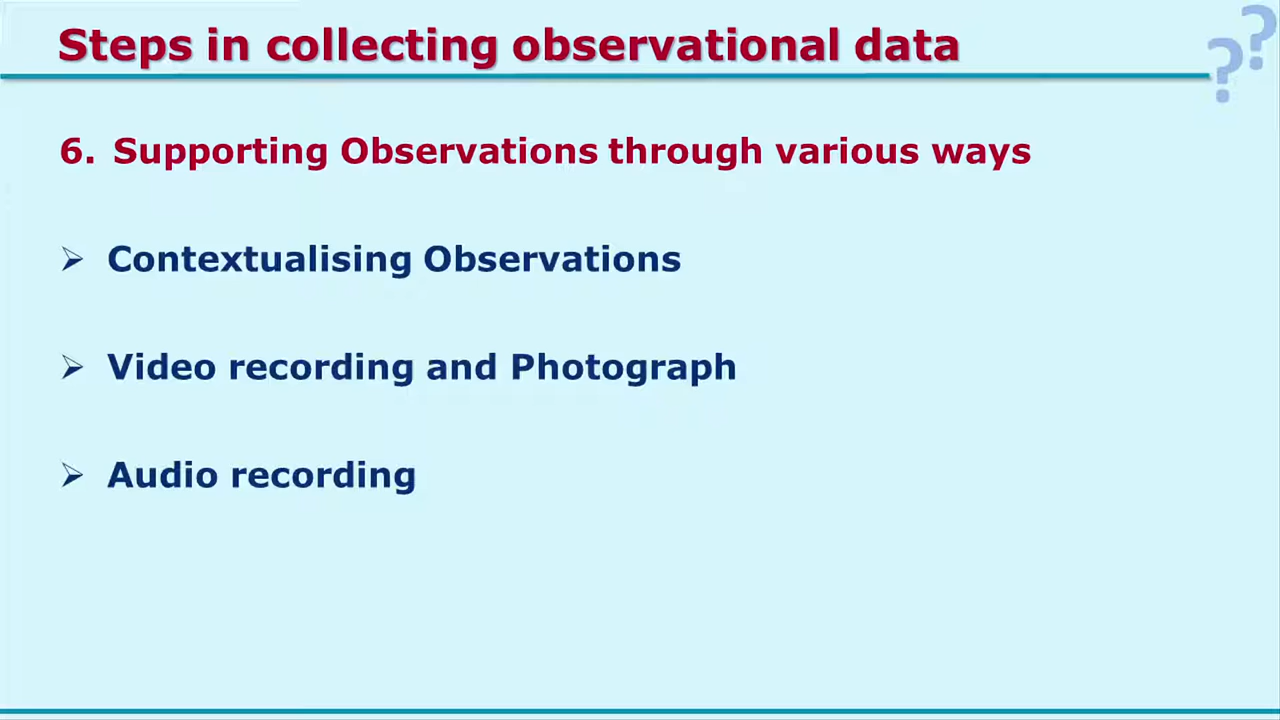 Steps in collecting observational data
??
6. Supporting Observations through various ways
➢ Contextualising Observations
➢ Video recording and Photograph
➢ Audio recording